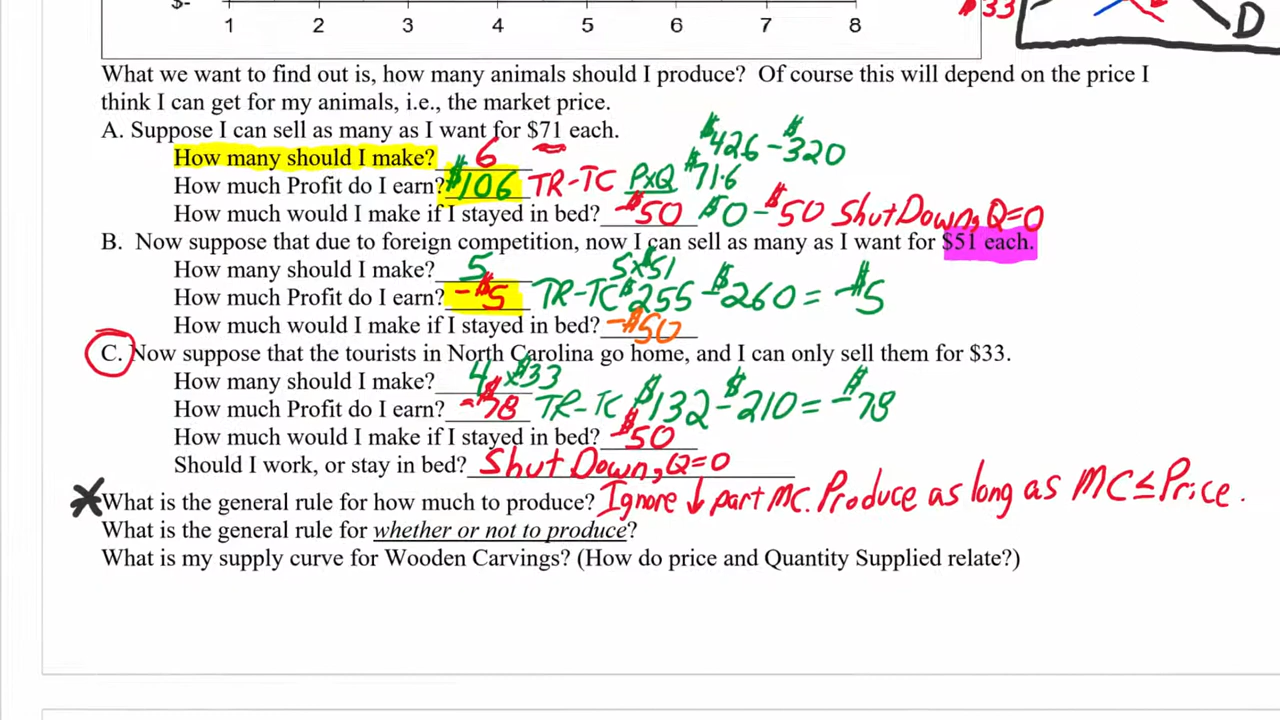 $-
1 2 3 4 5 6 7 8
$33
D
What we want to find out is, how many animals should I produce? Of course this will depend on the price I
think I can get for my animals, i.e., the market price.
A. Suppose I can sell as many as I want for $71 each.
$426 - $320
How many should I make? 6
How much Profit do I earn? $106 TR-TC PxQ $71·6
How much would I make if I stayed in bed? -$50 $0 - $50 Shut Down, Q=0
B. Now suppose that due to foreign competition, now I can sell as many as I want for $51 each.
How many should I make? 5 5x$51
How much Profit do I earn? -$5 TR-TC $255 - $260 = -$5
How much would I make if I stayed in bed? -$50
C. Now suppose that the tourists in North Carolina go home, and I can only sell them for $33.
How many should I make? 4 x$33
How much Profit do I earn? -$78 TR-TC $132 - $210 = -$78
How much would I make if I stayed in bed? -$50
Should I work, or stay in bed? Shut Down, Q=0
What is the general rule for how much to produce? Ignore ↓ part MC. Produce as long as MC≤Price.
What is the general rule for whether or not to produce?
What is my supply curve for Wooden Carvings? (How do price and Quantity Supplied relate?)